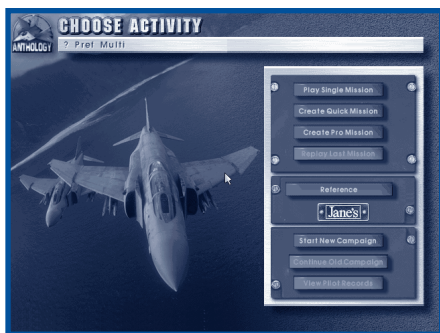 CHOOSE ACTIVITY
ANTHOLOGY
? Pref Multi
Play Single Mission
Create Quick Mission
Create Pro Mission
Replay Last Mission
Reference
Jane's
Start New Campaign
Continue Old Campaign
View Pilot Records